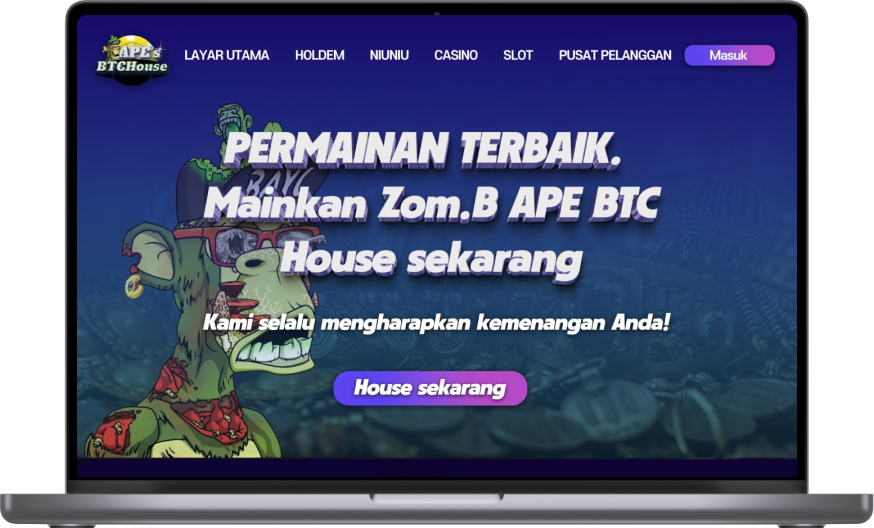 APE's
BTCHouse
LAYAR UTAMA HOLDEM NIUNIU CASINO SLOT PUSAT PELANGGAN Masuk
BAYC
PERMAINAN TERBAIK.
Mainkan Zom.B APE BTC
House sekarang
Kami selalu mengharapkan kemenangan Anda!
House sekarang